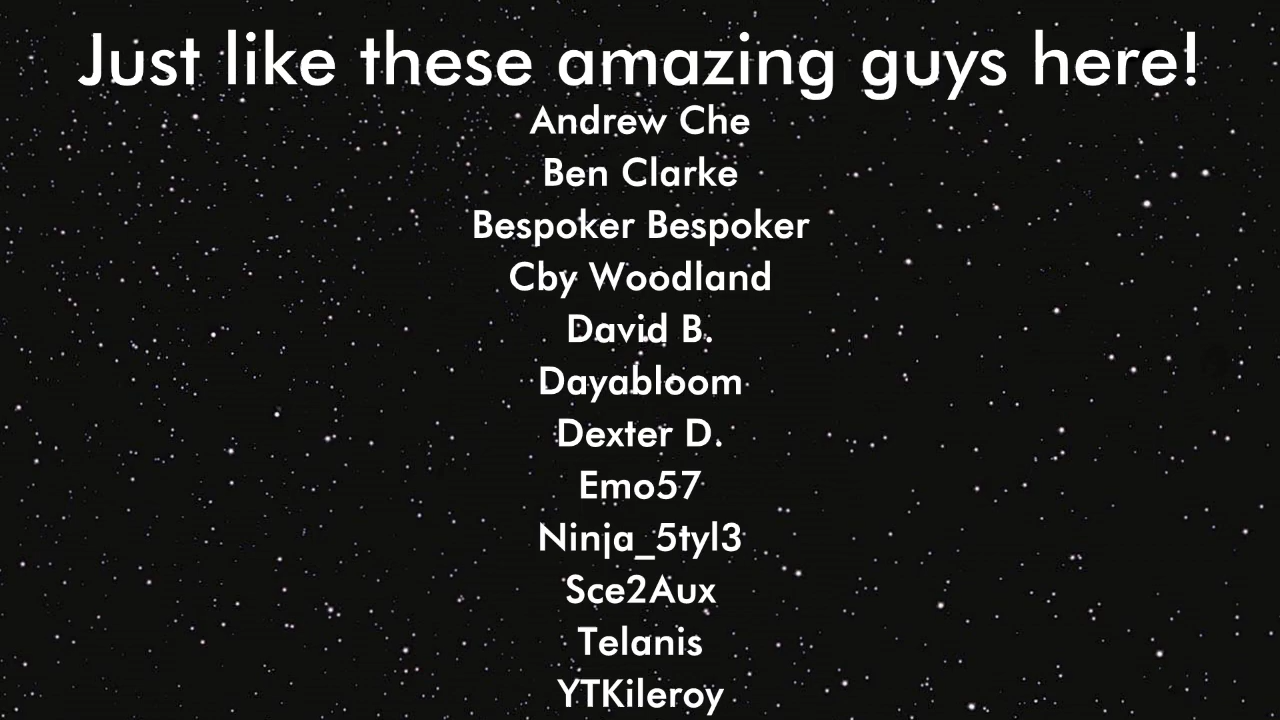 Just like these amazing guys here!
Andrew Che
Ben Clarke
Bespoker Bespoker
Cby Woodland
David B.
Dayabloom
Dexter D.
Emo57
Ninja_5tyl3
Sce2Aux
Telanis
YTKileroy